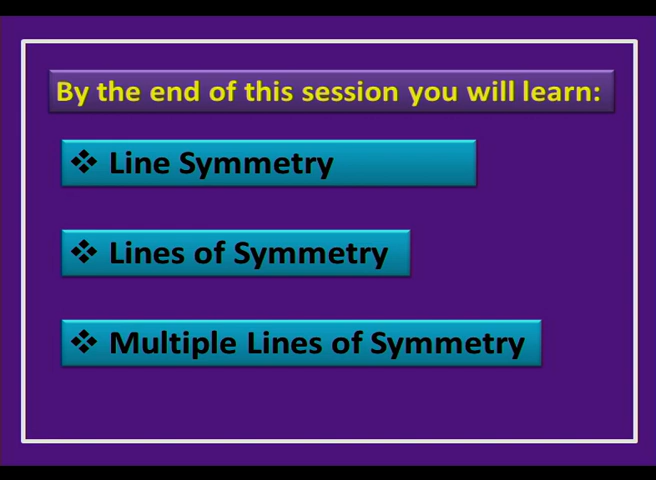 By the end of this session you will learn:
❖ Line Symmetry
❖ Lines of Symmetry
❖ Multiple Lines of Symmetry